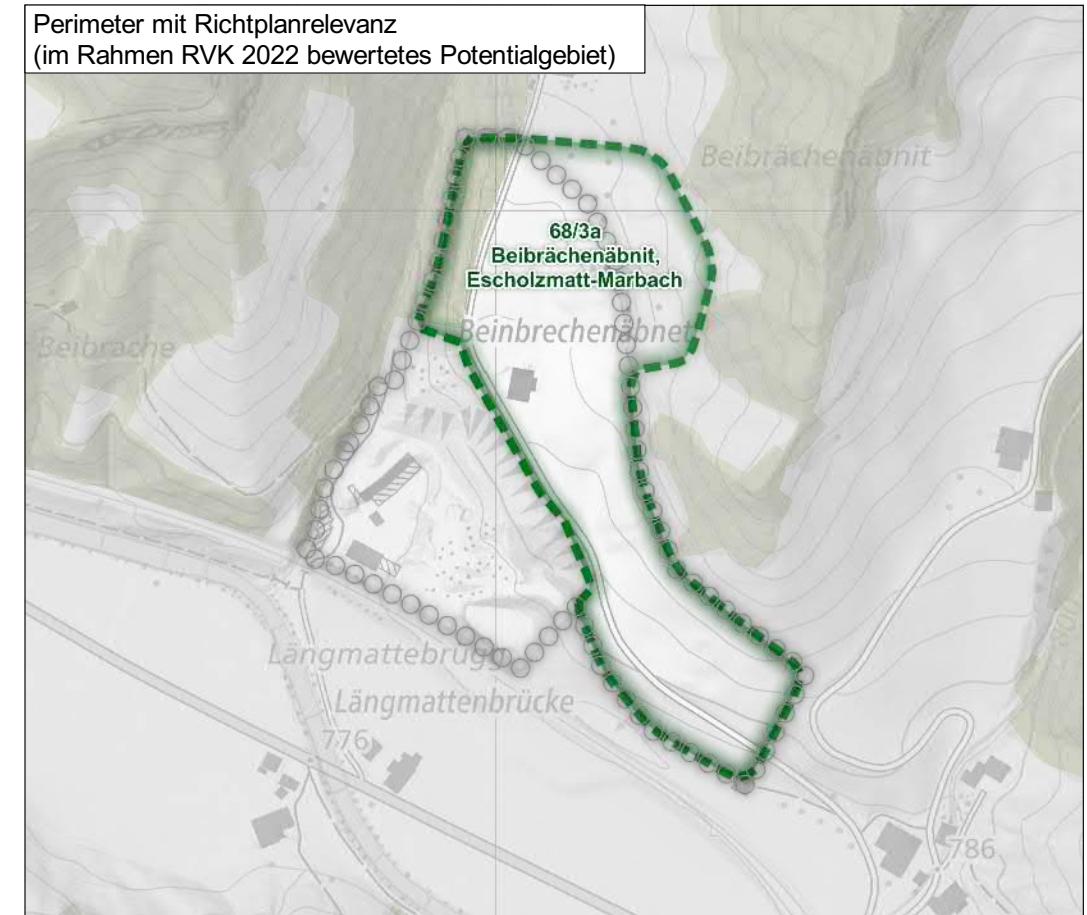 Perimeter mit Richtplanrelevanz
(im Rahmen RVK 2022 bewertetes Potentialgebiet)
Beibrächenäbnit
68/3a
Beibrächenäbnit,
Escholzmatt-Marbach
Beinbrechenäbnet
Beibrache
Längmattebrugg
Längmattenbrücke
776
786